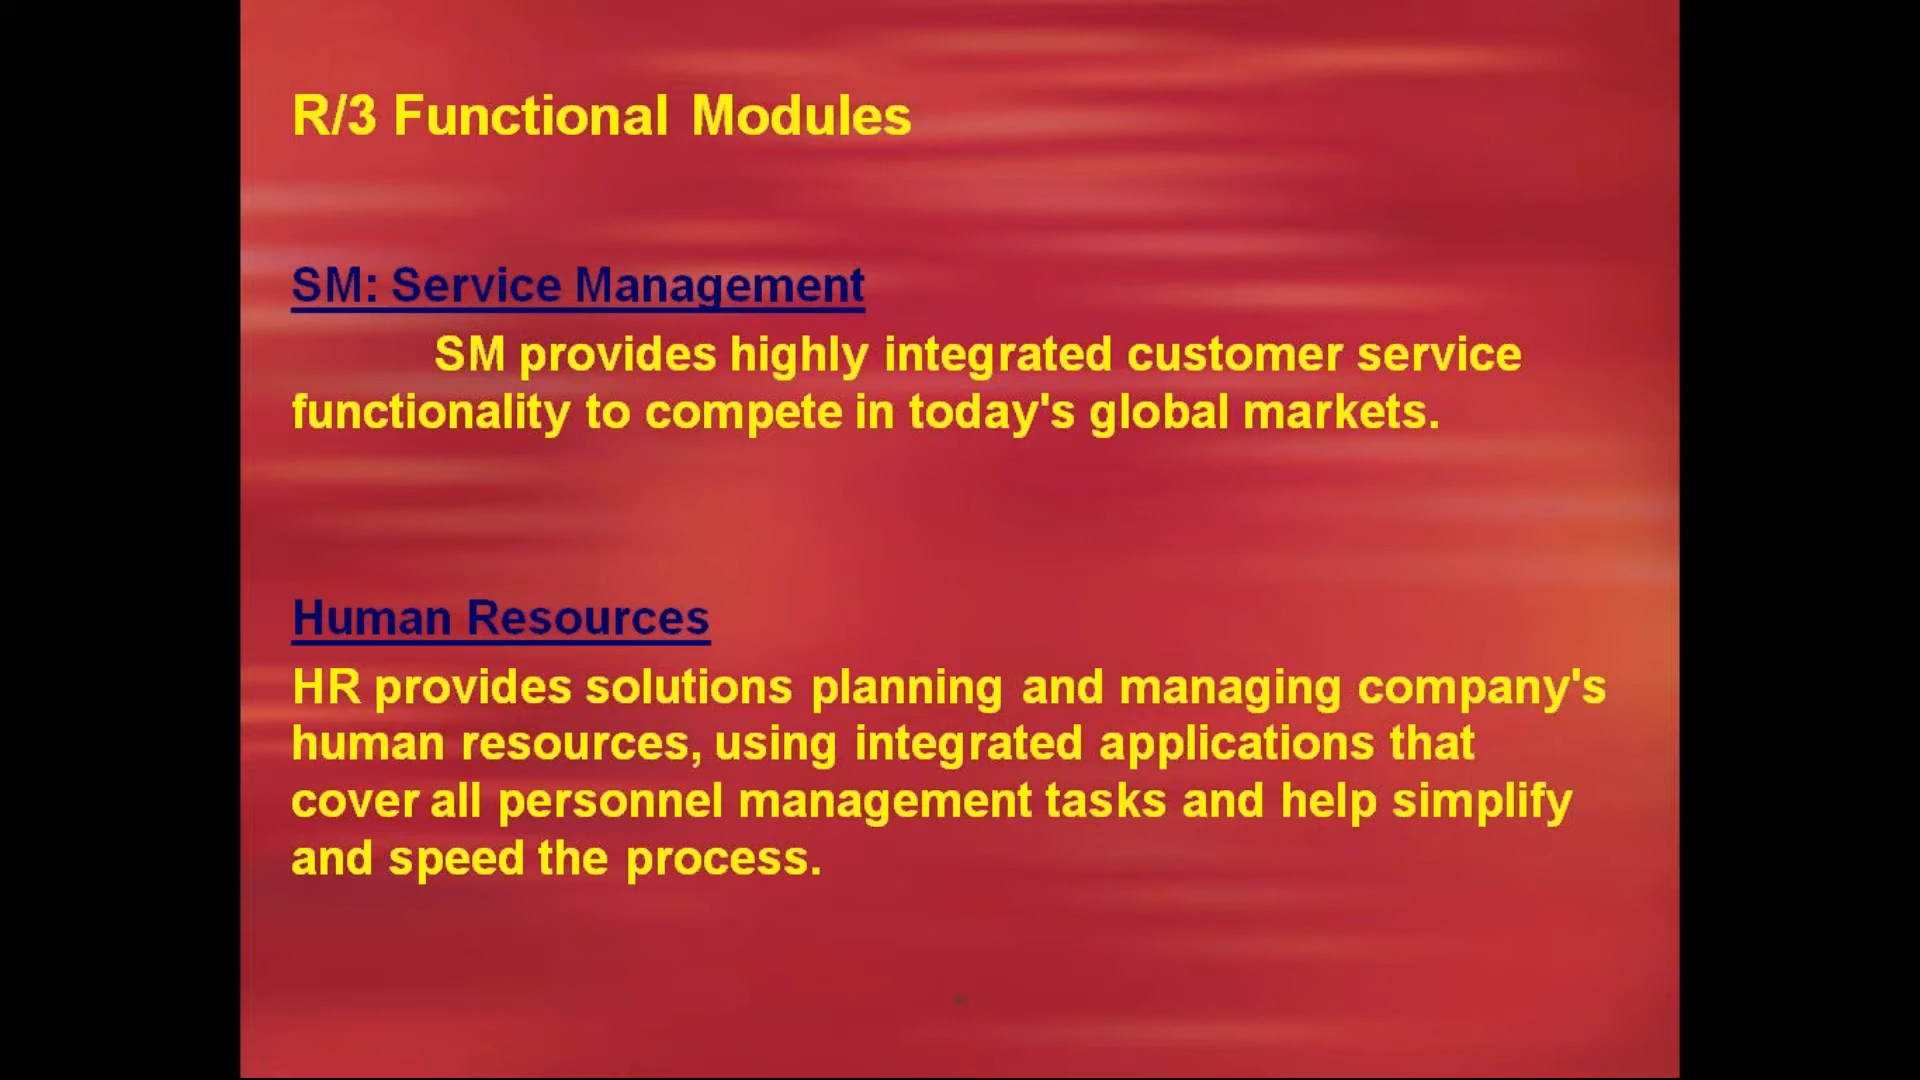 R/3 Functional Modules
SM: Service Management
SM provides highly integrated customer service
functionality to compete in today's global markets.
Human Resources
HR provides solutions planning and managing company's
human resources, using integrated applications that
cover all personnel management tasks and help simplify
and speed the process.